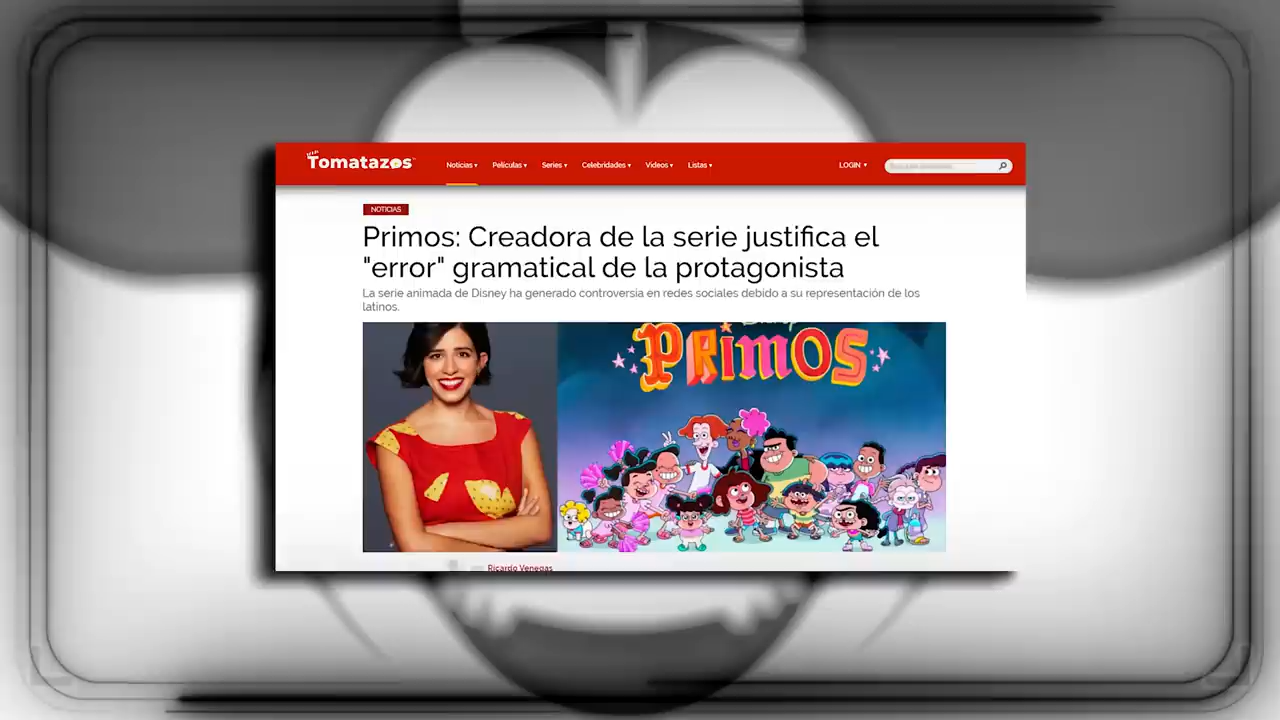 Tomatazos
Noticias Películas Series Celebridades Videos Listas LOGIN
NOTICIAS
Primos: Creadora de la serie justifica el
"error" gramatical de la protagonista
La serie animada de Disney ha generado controversia en redes sociales debido a su representación de los
latinos.
Disney
PRIMOS
Ricardo Venegas